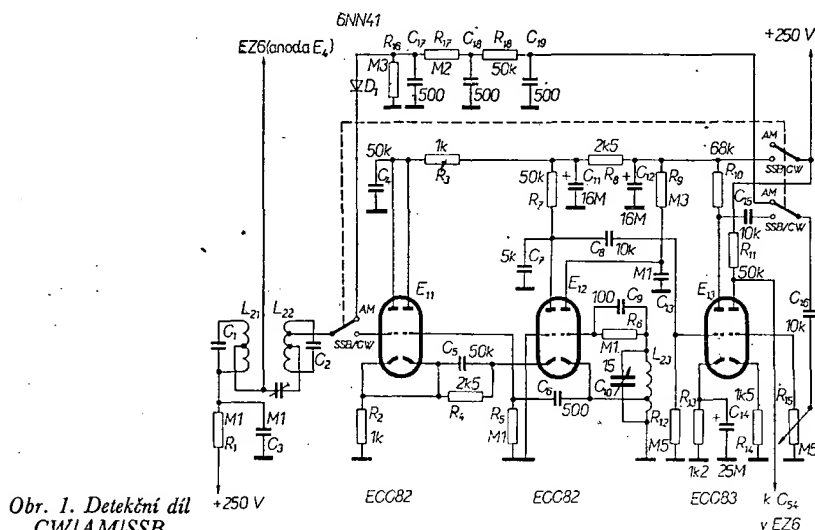 6NN41
+250 V
EZ6(anoda E₄)
R₁₆ C₁₇ R₁₇ C₁₈ R₁₈ C₁₉
M3 M2 50k
D₁ 500 500 500
AM
SSB/CW
50k 1k 2k5 68k
C₄ R₃ 50k R₇ + C₁₁ R₈ + C₁₂ R₉ R₁₀
16M 16M M3
C₁₅
AM
SSB/CW
10k
R₁₁
50k
5k C₇ C₈ 10k M1 C₁₃
C₁₆
10k
L₂₁ L₂₂ AM E₁₁ E₁₂ 100 C₉ E₁₃
C₁ C₂ SSB/CW R₆
M1
C₅ 50k 15 L₂₃
2k5 C₆ C₁₀
R₄ 500
M1 M1 R₂ R₅ R₁₂ R₁₃ + C₁₄ 1k5 R₁₅
R₁ C₃ 1k M1 M5 1k2 25M R₁₄ M5
+250 V
ECC82 ECC82 ECC83 k C₅₄
v EZ6
Obr. 1. Detekční díl
CW/AM/SSB